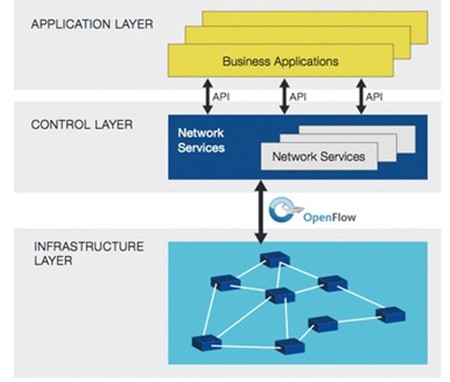 APPLICATION LAYER
Business Applications
API API API
CONTROL LAYER
Network
Services
Network Services
OpenFlow
INFRASTRUCTURE
LAYER